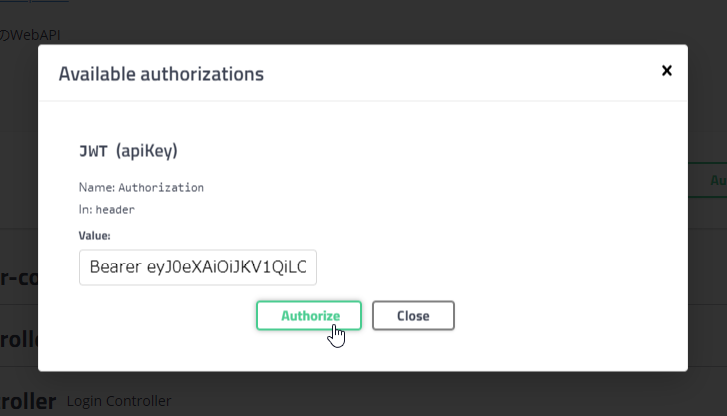 のWebAPI
Available authorizations
JWT (apiKey)
Name: Authorization
In: header
Value:
Bearer eyJ0eXAiOiJKV1QiLC
Authorize
Close
Au
r-co
roller
Login Controller